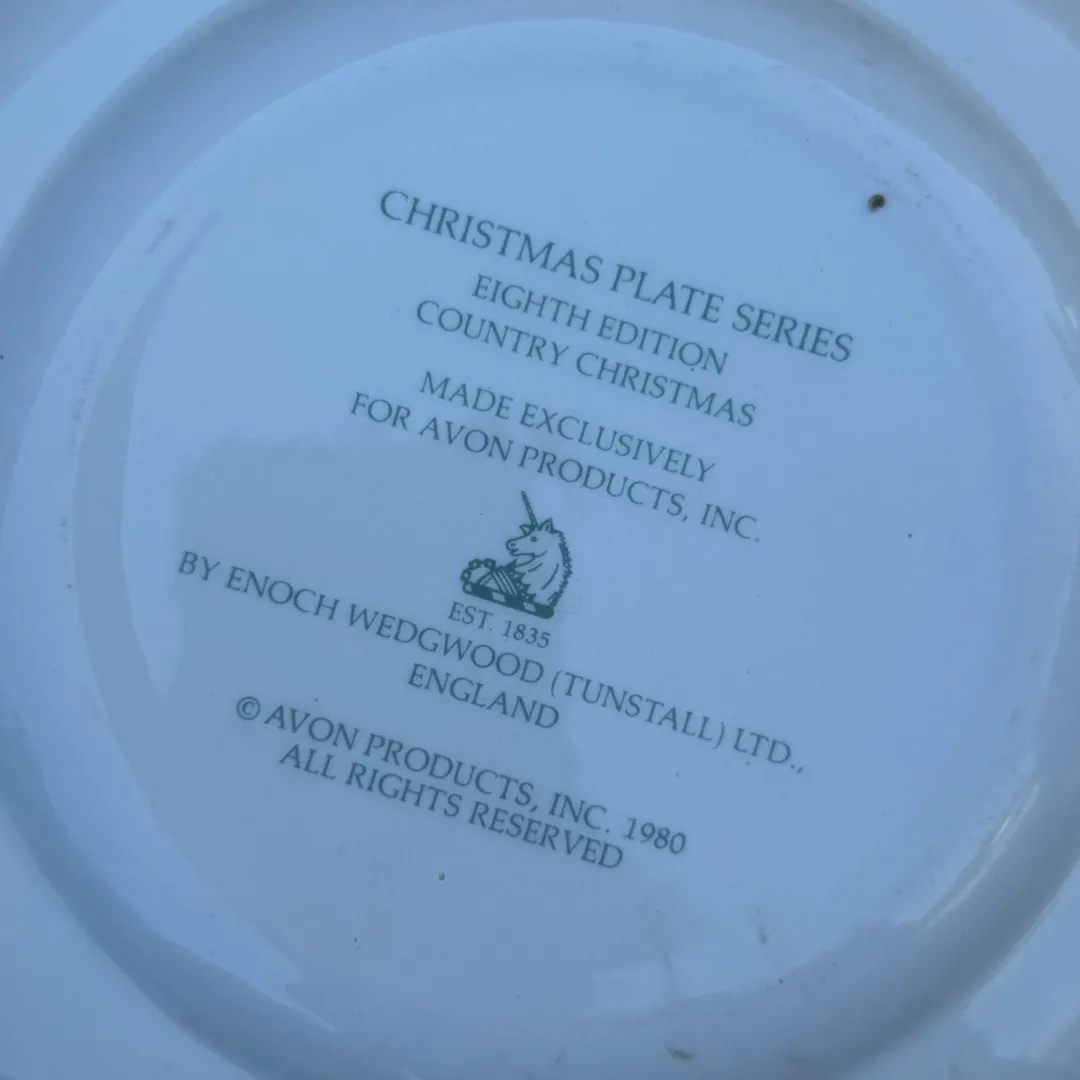 CHRISTMAS PLATE SERIES
EIGHTH EDITION
COUNTRY CHRISTMAS
MADE EXCLUSIVELY
FOR AVON PRODUCTS, INC.
EST. 1835
BY ENOCH WEDGWOOD (TUNSTALL) LTD.,
ENGLAND
© AVON PRODUCTS, INC. 1980
ALL RIGHTS RESERVED